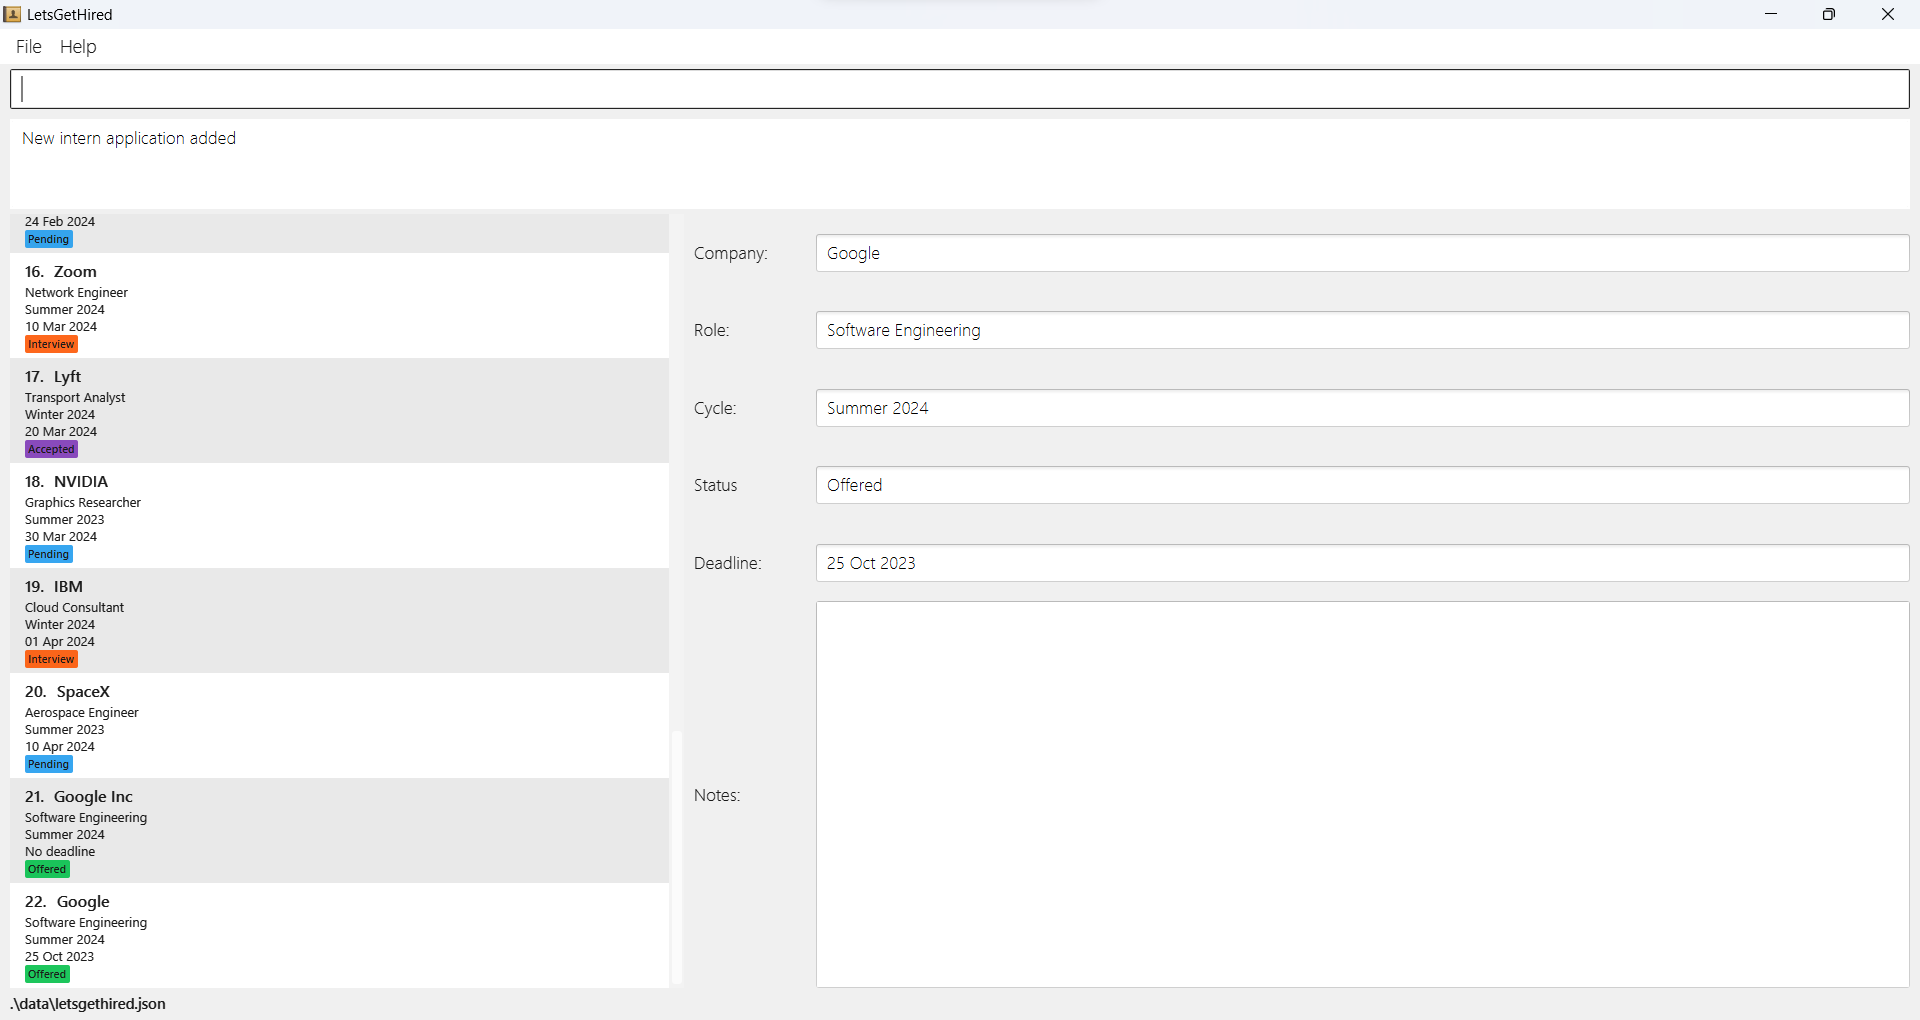 LetsGetHired
File Help
New intern application added
24 Feb 2024
Pending
16. Zoom
Network Engineer
Summer 2024
10 Mar 2024
Interview
17. Lyft
Transport Analyst
Winter 2024
20 Mar 2024
Accepted
18. NVIDIA
Graphics Researcher
Summer 2023
30 Mar 2024
Pending
19. IBM
Cloud Consultant
Winter 2024
01 Apr 2024
Interview
20. SpaceX
Aerospace Engineer
Summer 2023
10 Apr 2024
Pending
21. Google Inc
Software Engineering
Summer 2024
No deadline
Offered
22. Google
Software Engineering
Summer 2024
25 Oct 2023
Offered
Company: Google
Role: Software Engineering
Cycle: Summer 2024
Status Offered
Deadline: 25 Oct 2023
Notes:
.\data\letsgethired.json